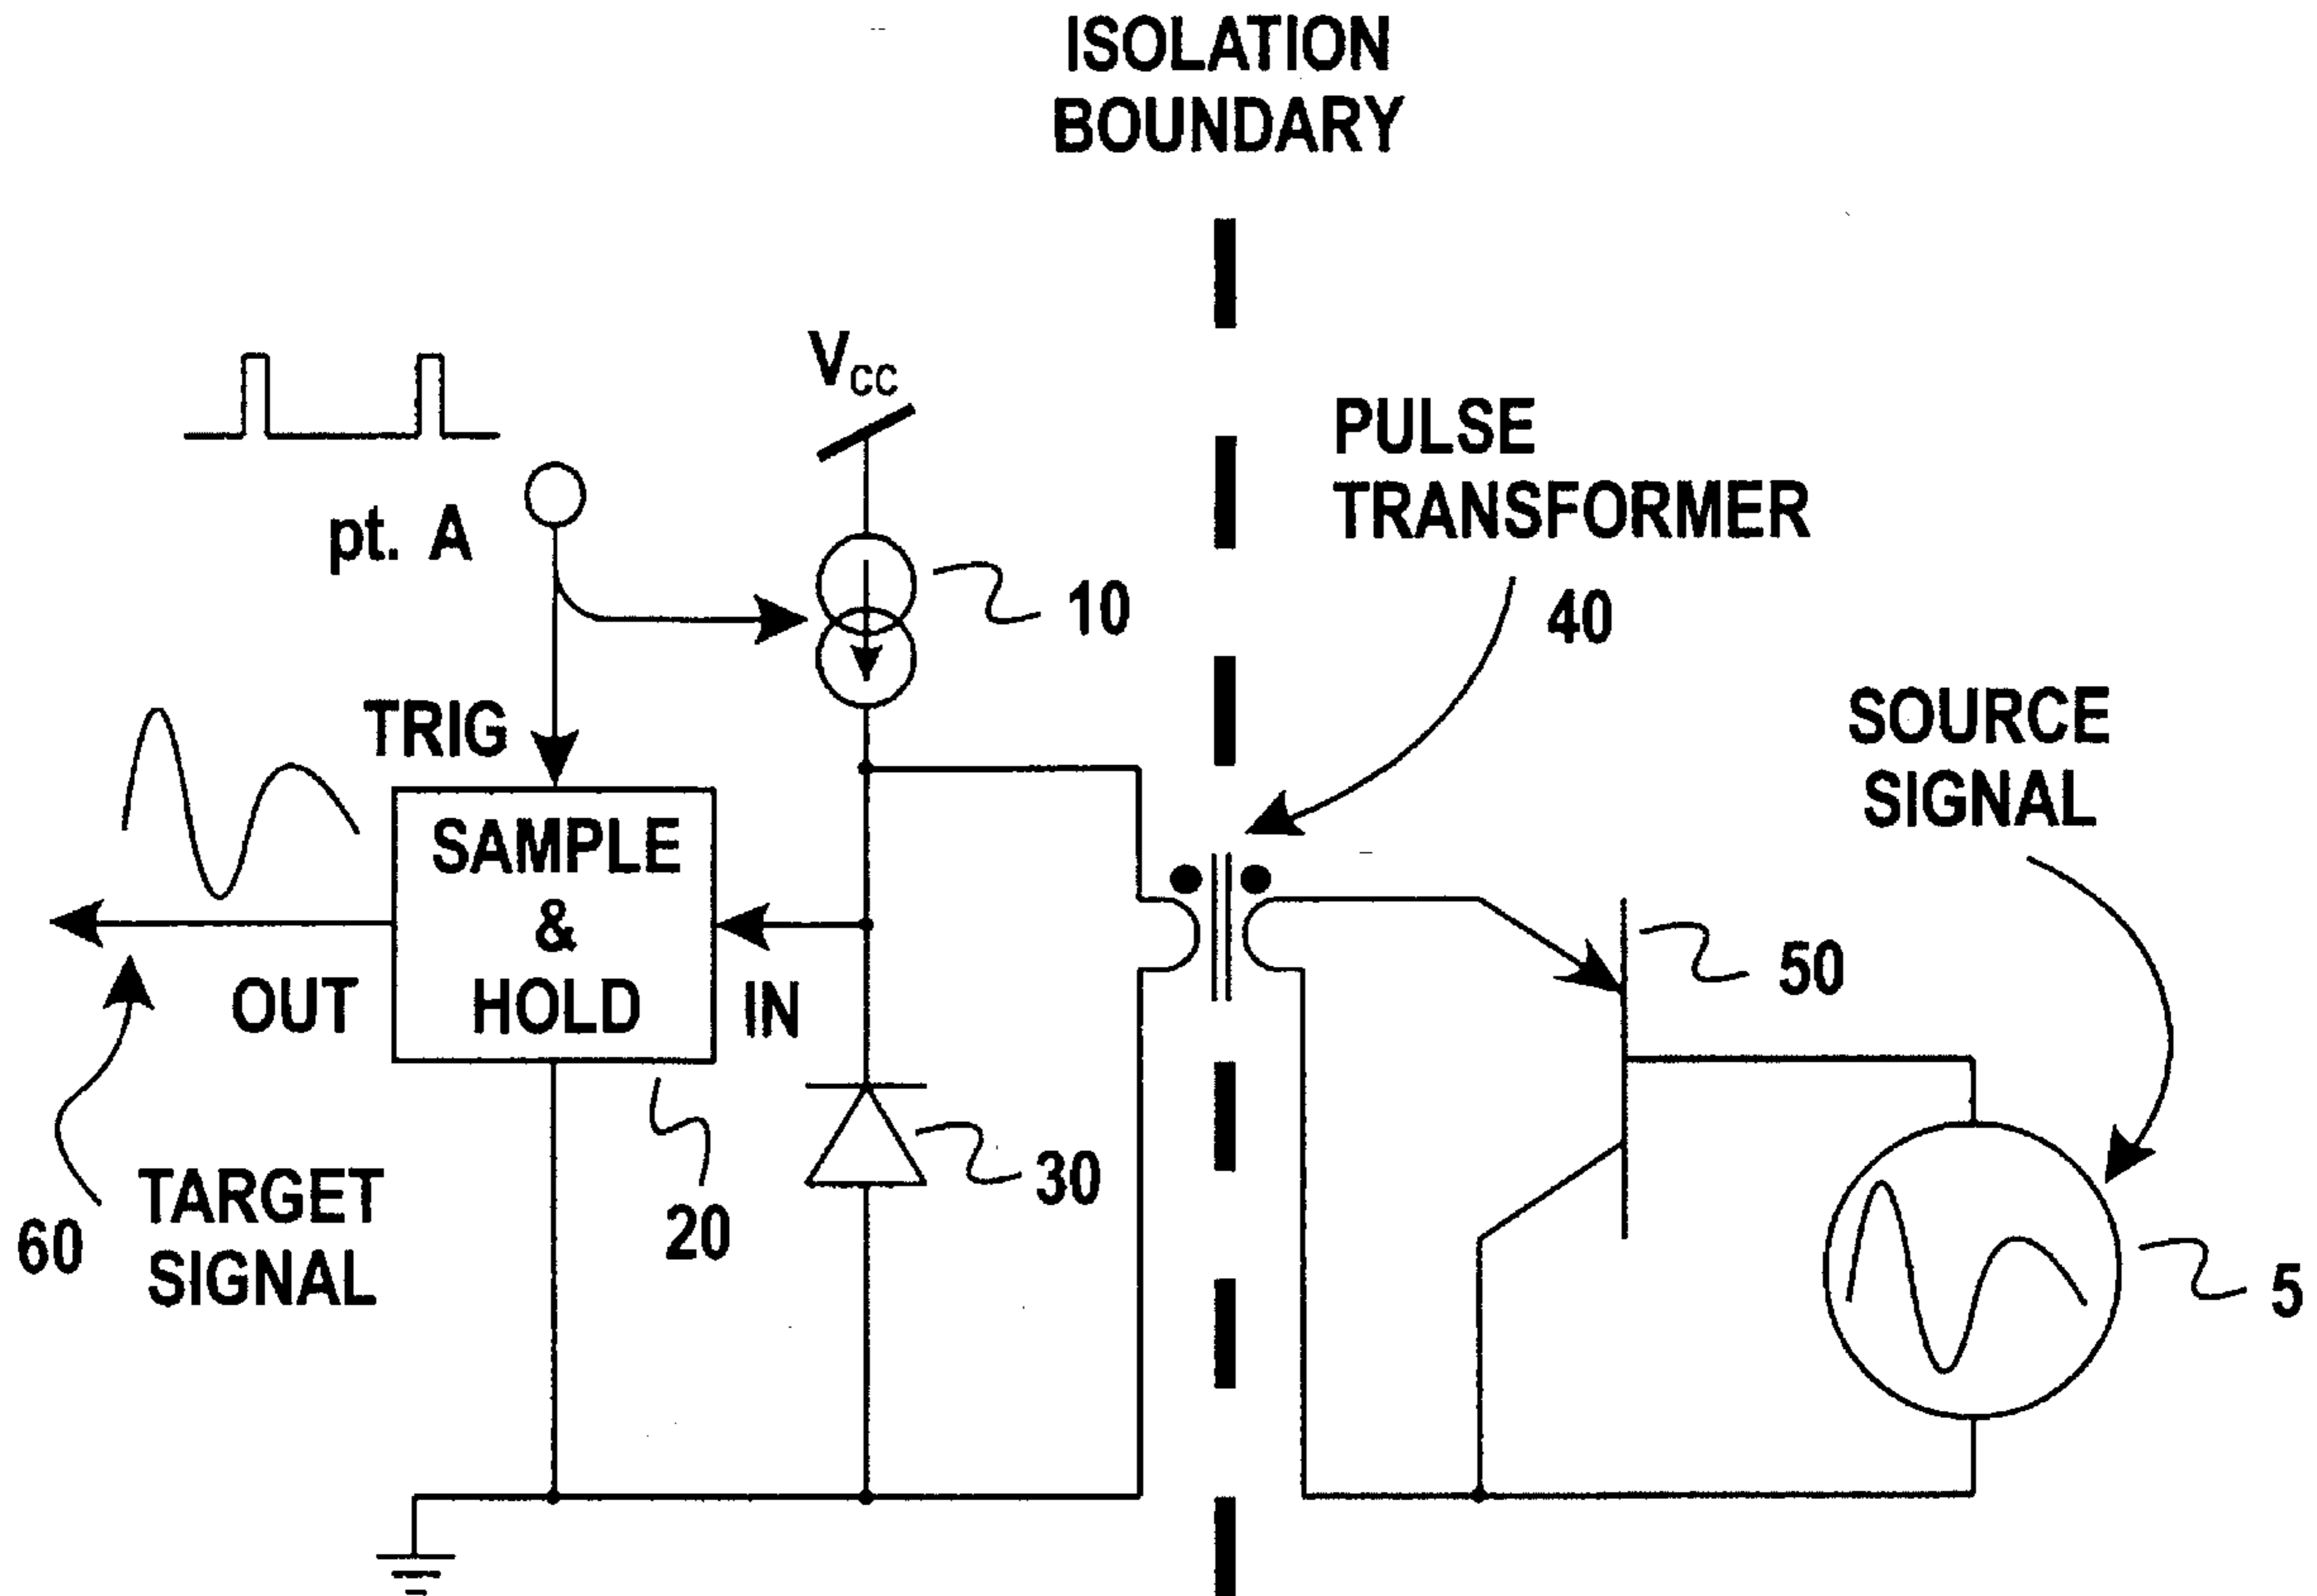 ISOLATION
BOUNDARY
VCC
PULSE
TRANSFORMER
pt. A
10
40
TRIG
SOURCE
SIGNAL
SAMPLE
&
HOLD
OUT
IN
50
30
TARGET
SIGNAL
60
20
5